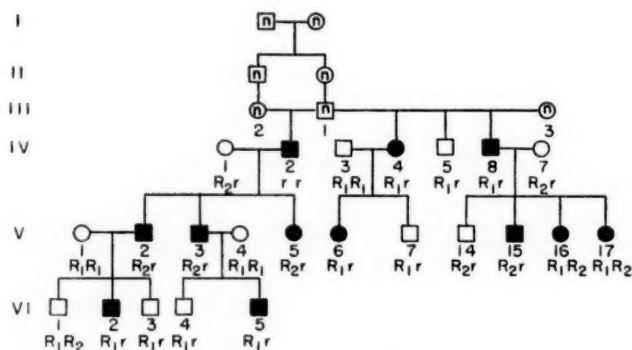 I n n
II n n
III n n n
2 1 3
IV
1 2 3 4 5 8 7
R₂r r r R₁R₁ R₁r R₁r R₁r R₂r
V
1 2 3 4 5 6 7 14 15 16 17
R₁R₁ R₂r R₂r R₁R₁ R₂r R₁r R₁r R₂r R₂r R₁R₂ R₁R₂
VI
1 2 3 4 5
R₁R₂ R₁r R₁r R₁r R₁r